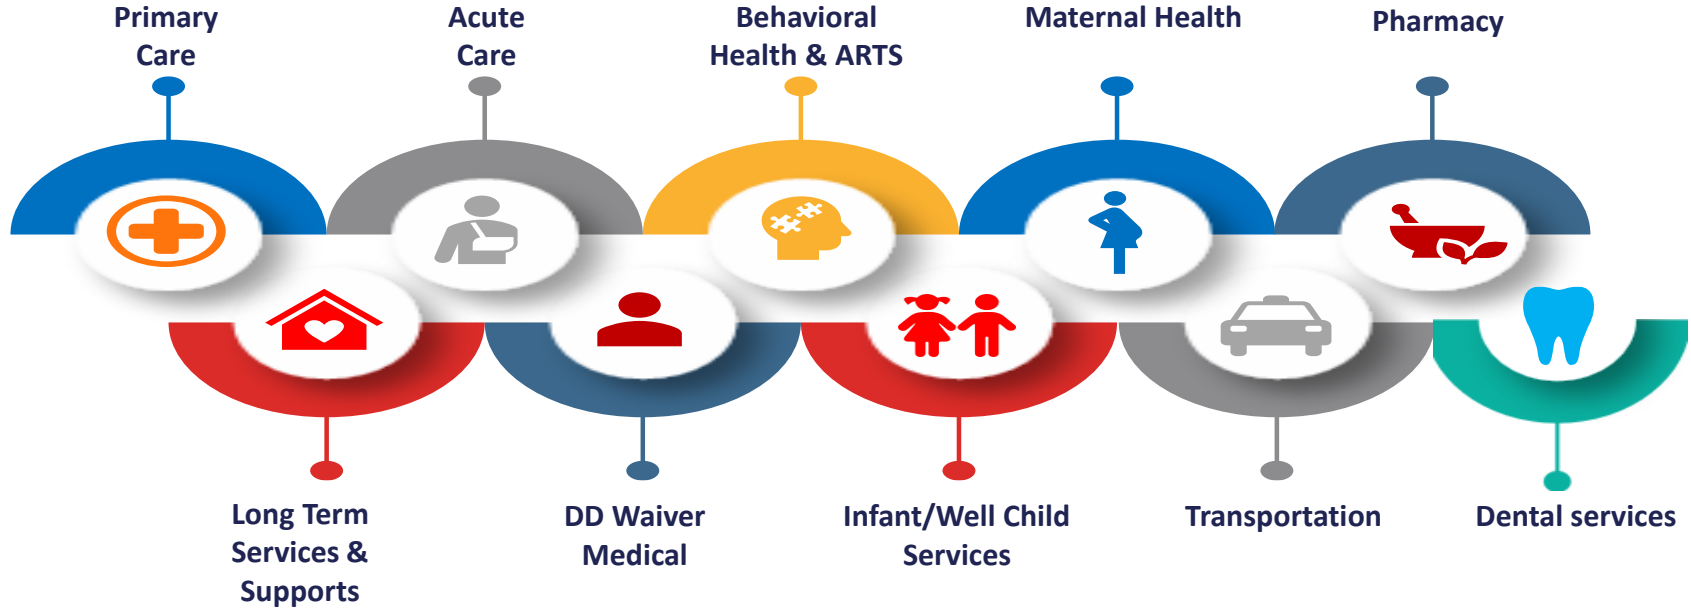 Primary
Care
Acute
Care
Behavioral
Health & ARTS
Maternal Health
Pharmacy
Long Term
Services &
Supports
DD Waiver
Medical
Infant/Well Child
Services
Transportation
Dental services